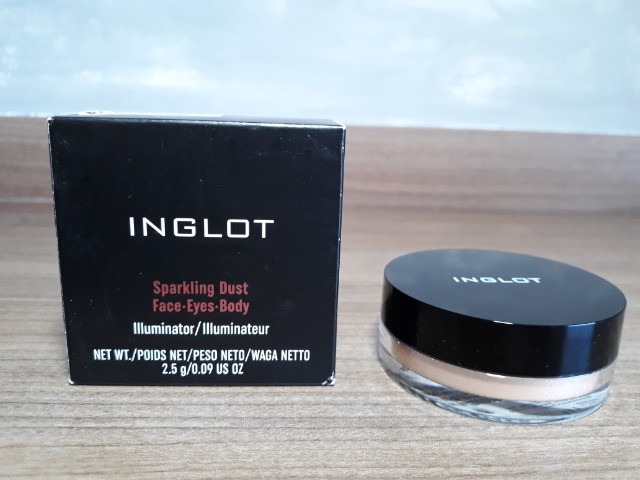 INGLOT
Sparkling Dust
Face·Eyes·Body
Illuminator/Illuminateur
NET WT./POIDS NET/PESO NETO/WAGA NETTO
2.5 g/0.09 US OZ
INGLOT